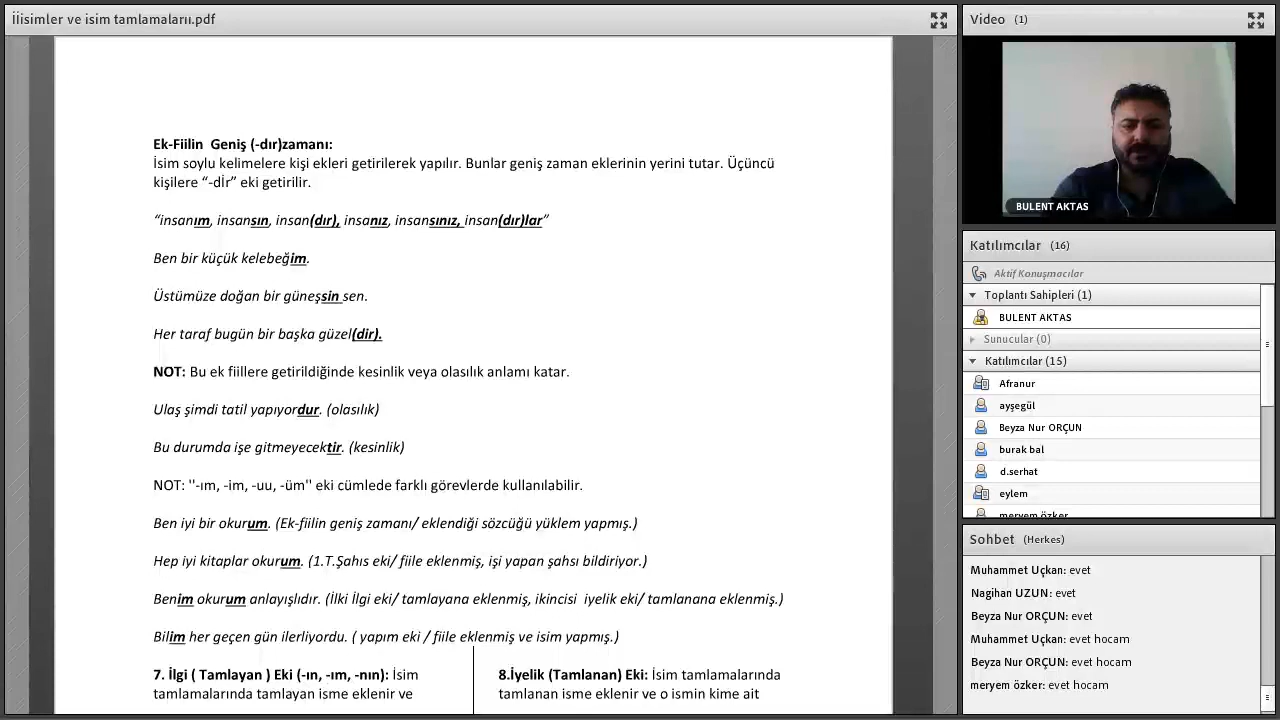 İİisimler ve isim tamlamalarıı.pdf
Ek-Fiilin Geniş (-dır)zamanı:
İsim soylu kelimelere kişi ekleri getirilerek yapılır. Bunlar geniş zaman eklerinin yerini tutar. Üçüncü
kişilere “-dİr” eki getirilir.
“insanım, insansın, insan(dır), insanız, insansınız, insan(dır)lar”
Ben bir küçük kelebeğim.
Üstümüze doğan bir güneşsin sen.
Her taraf bugün bir başka güzel(dir).
NOT: Bu ek fiillere getirildiğinde kesinlik veya olasılık anlamı katar.
Ulaş şimdi tatil yapıyordur. (olasılık)
Bu durumda işe gitmeyecektir. (kesinlik)
NOT: ''-ım, -im, -uu, -üm'' eki cümlede farklı görevlerde kullanılabilir.
Ben iyi bir okurum. (Ek-fiilin geniş zamanı/ eklendiği sözcüğü yüklem yapmış.)
Hep iyi kitaplar okurum. (1.T.Şahıs eki/ fiile eklenmiş, işi yapan şahsı bildiriyor.)
Benim okurum anlayışlıdır. (İlki İlgi eki/ tamlayana eklenmiş, ikincisi iyelik eki/ tamlanana eklenmiş.)
Bilim her geçen gün ilerliyordu. ( yapım eki / fiile eklenmiş ve isim yapmış.)
7. İlgi ( Tamlayan ) Eki (-ın, -ım, -nın): İsim
tamlamalarında tamlayan isme eklenir ve
8.İyelik (Tamlanan) Eki: İsim tamlamalarında
tamlanan isme eklenir ve o ismin kime ait
Video (1)
BULENT AKTAS
Katılımcılar (16)
Aktif Konuşmacılar
Toplantı Sahipleri (1)
BULENT AKTAS
Sunucular (0)
Katılımcılar (15)
Afranur
ayşegül
Beyza Nur ORÇUN
burak bal
d.serhat
eylem
meryem özker
Sohbet (Herkes)
Muhammet Uçkan: evet
Nagihan UZUN: evet
Beyza Nur ORÇUN: evet
Muhammet Uçkan: evet hocam
Beyza Nur ORÇUN: evet hocam
meryem özker: evet hocam